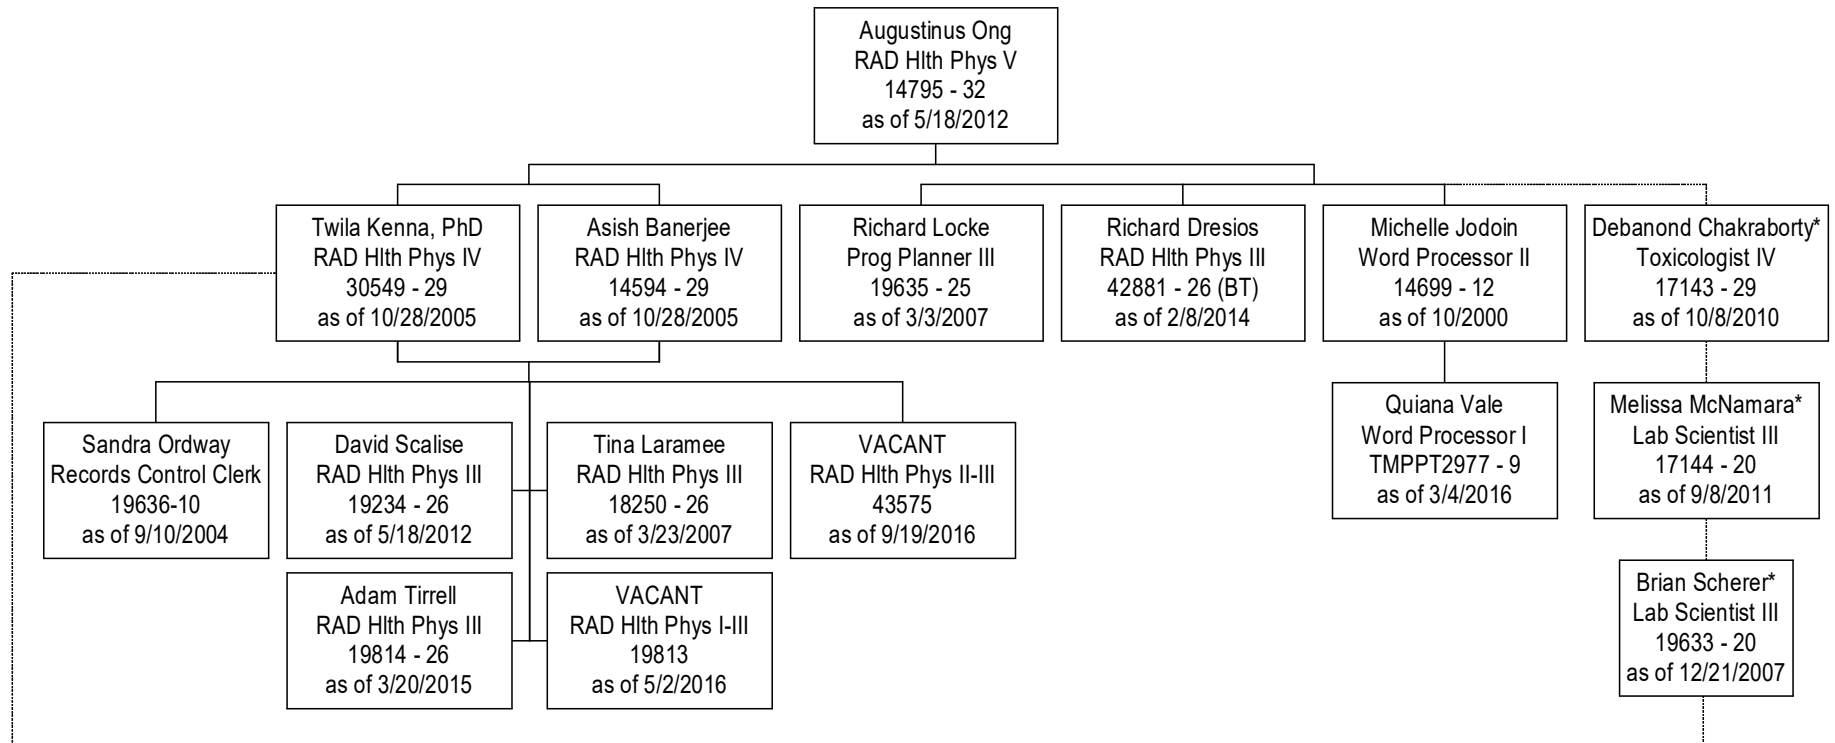 Augustinus Ong
RAD Hlth Phys V
14795 - 32
as of 5/18/2012
Twila Kenna, PhD
RAD Hlth Phys IV
30549 - 29
as of 10/28/2005
Asish Banerjee
RAD Hlth Phys IV
14594 - 29
as of 10/28/2005
Richard Locke
Prog Planner III
19635 - 25
as of 3/3/2007
Richard Dresios
RAD Hlth Phys III
42881 - 26 (BT)
as of 2/8/2014
Michelle Jodoin
Word Processor II
14699 - 12
as of 10/2000
Debanond Chakraborty*
Toxicologist IV
17143 - 29
as of 10/8/2010
Quiana Vale
Word Processor I
TMPPT2977 - 9
as of 3/4/2016
Melissa McNamara*
Lab Scientist III
17144 - 20
as of 9/8/2011
Sandra Ordway
Records Control Clerk
19636-10
as of 9/10/2004
David Scalise
RAD Hlth Phys III
19234 - 26
as of 5/18/2012
Tina Laramee
RAD Hlth Phys III
18250 - 26
as of 3/23/2007
VACANT
RAD Hlth Phys II-III
43575
as of 9/19/2016
Adam Tirrell
RAD Hlth Phys III
19814 - 26
as of 3/20/2015
VACANT
RAD Hlth Phys I-III
19813
as of 5/2/2016
Brian Scherer*
Lab Scientist III
19633 - 20
as of 12/21/2007